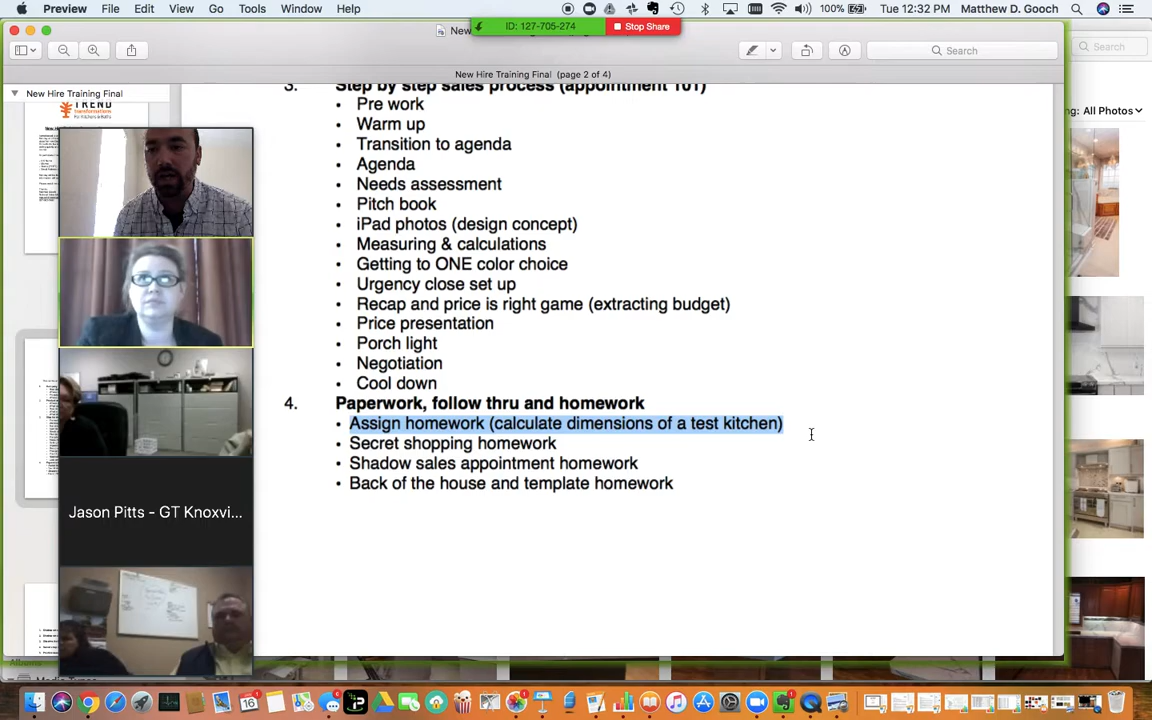 Preview File Edit View Go Tools Window Help
100% Tue 12:32 PM Matthew D. Gooch
ID: 127-705-274 Stop Share
New
Search
Search
New Hire Training Final (page 2 of 4)
New Hire Training Final
ng: All Photos
TREND
transformations
3. Step by step sales process (appointment 101)
• Pre work
• Warm up
• Transition to agenda
• Agenda
• Needs assessment
• Pitch book
• iPad photos (design concept)
• Measuring & calculations
• Getting to ONE color choice
• Urgency close set up
• Recap and price is right game (extracting budget)
• Price presentation
• Porch light
• Negotiation
• Cool down
4. Paperwork, follow thru and homework
• Assign homework (calculate dimensions of a test kitchen)
• Secret shopping homework
• Shadow sales appointment homework
• Back of the house and template homework
Jason Pitts - GT Knoxvi...